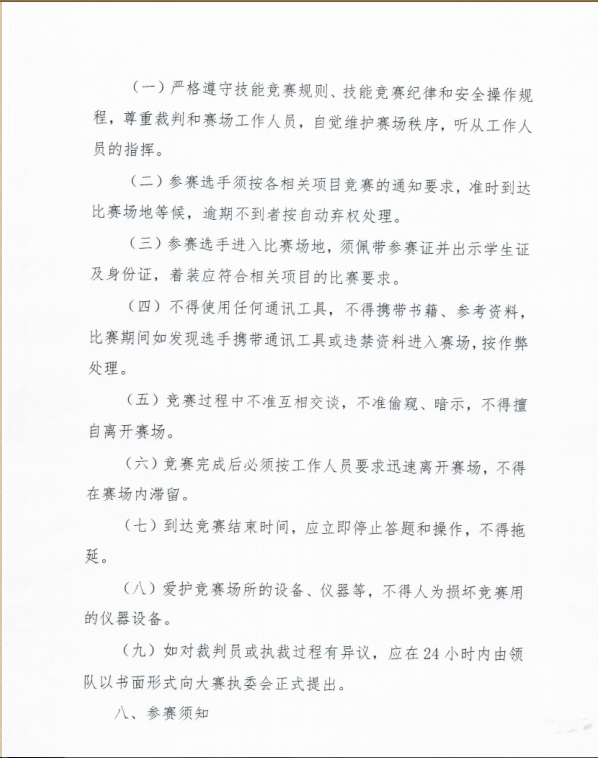 （一）严格遵守技能竞赛规则、技能竞赛纪律和安全操作规
程，尊重裁判和赛场工作人员，自觉维护赛场秩序，听从工作人
员的指挥。
（二）参赛选手须按各相关项目竞赛的通知要求，准时到达
比赛场地等候，逾期不到者按自动弃权处理。
（三）参赛选手进入比赛场地，须佩带参赛证并出示学生证
及身份证，着装应符合相关项目的比赛要求。
（四）不得使用任何通讯工具，不得携带书籍、参考资料，
比赛期间如发现选手携带通讯工具或违禁资料进入赛场，按作弊
处理。
（五）竞赛过程中不准互相交谈，不准偷窥、暗示，不得擅
自离开赛场。
（六）竞赛完成后必须按工作人员要求迅速离开赛场，不得
在赛场内滞留。
（七）到达竞赛结束时间，应立即停止答题和操作，不得拖
延。
（八）爱护竞赛场所的设备、仪器等，不得人为损坏竞赛用
的仪器设备。
（九）如对裁判员或执裁过程有异议，应在 24 小时内由领
队以书面形式向大赛执委会正式提出。
八、参赛须知